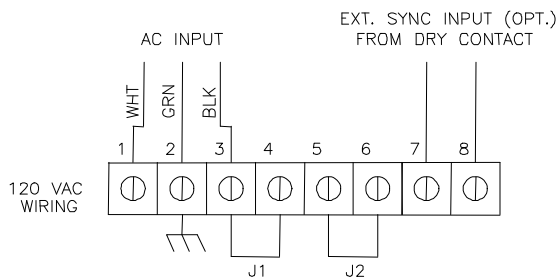 EXT. SYNC INPUT (OPT.)
FROM DRY CONTACT
AC INPUT
WHT
GRN
BLK
1 2 3 4 5 6 7 8
120 VAC
WIRING
J1 J2